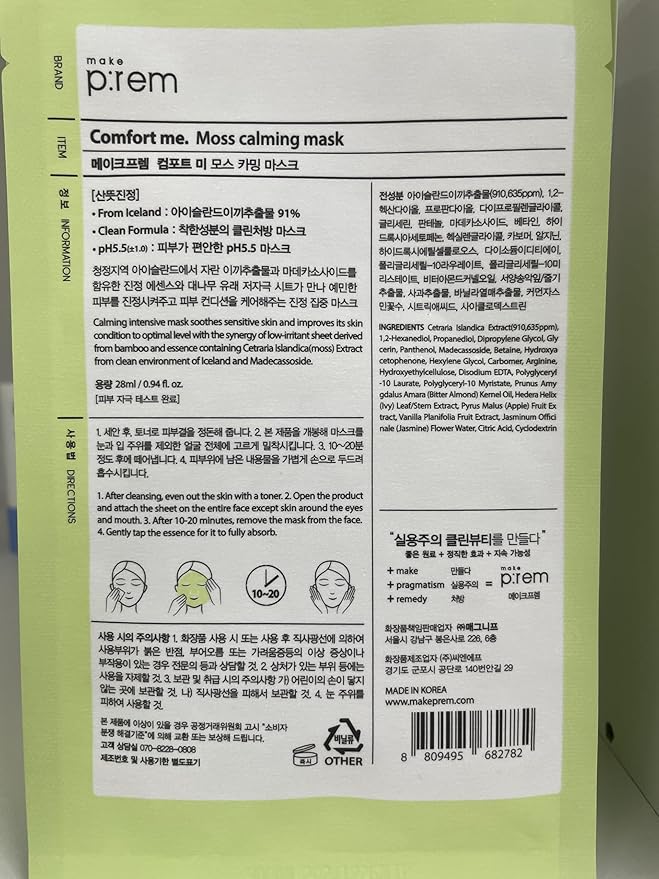 make
p:rem
BRAND
ITEM
Comfort me. Moss calming mask
메이크프렘 컴포트 미 모스 카밍 마스크
정보 INFORMATION
[산뜻진정]
• From Iceland : 아이슬란드이끼추출물 91%
• Clean Formula : 착한성분의 클린처방 마스크
• pH5.5(±1.0) : 피부가 편안한 pH5.5 마스크
청정지역 아이슬란드에서 자란 이끼추출물과 마데카소사이드를
함유한 진정 에센스와 대나무 유래 저자극 시트가 만나 예민한
피부를 진정시켜주고 피부 컨디션을 케어해주는 진정 집중 마스크
Calming intensive mask soothes sensitive skin and improves its skin
condition to optimal level with the synergy of low-irritant sheet derived
from bamboo and essence containing Cetraria Islandica(moss) Extract
from clean environment of Iceland and Madecassoside.
용량 28ml / 0.94 fl. oz.
[피부 자극 테스트 완료]
사용법 DIRECTIONS
1. 세안 후, 토너로 피부결을 정돈해 줍니다. 2. 본 제품을 개봉해 마스크를
눈과 입 주위를 제외한 얼굴 전체에 고르게 밀착시킵니다. 3. 10~20분
정도 후에 떼어냅니다. 4. 피부위에 남은 내용물을 가볍게 손으로 두드려
흡수시킵니다.
1. After cleansing, even out the skin with a toner. 2. Open the product
and attach the sheet on the entire face except skin around the eyes
and mouth. 3. After 10-20 minutes, remove the mask from the face.
4. Gently tap the essence for it to fully absorb.
10~20
사용 시의 주의사항 1. 화장품 사용 시 또는 사용 후 직사광선에 의하여
사용부위가 붉은 반점, 부어오름 또는 가려움증등의 이상 증상이나
부작용이 있는 경우 전문의 등과 상담할 것. 2. 상처가 있는 부위 등에는
사용을 자제할 것. 3. 보관 및 취급 시의 주의사항 가) 어린이의 손이 닿지
않는 곳에 보관할 것. 나) 직사광선을 피해서 보관할 것. 4. 눈 주위를
피하여 사용할 것.
본 제품에 이상이 있을 경우 공정거래위원회 고시 "소비자
분쟁 해결기준"에 의해 교환 또는 보상해 드립니다.
고객 상담실 070-8228-0808
제조번호 및 사용기한 별도표기
즉시
비닐류
OTHER
전성분 아이슬란드이끼추출물(910,635ppm), 1,2-
헥산다이올, 프로판다이올, 다이프로필렌글라이콜,
글리세린, 판테놀, 마데카소사이드, 베타인, 하이
드록시아세토페논, 헥실렌글라이콜, 카보머, 알지닌,
하이드록시에틸셀룰로오스, 다이소듐이디티에이,
폴리글리세릴-10라우레이트, 폴리글리세릴-10미
리스테이트, 비터아몬드커넬오일, 서양송악잎/줄기
추출물, 사과추출물, 바닐라열매추출물, 커먼자스
민꽃수, 시트릭애씨드, 사이클로덱스트린
INGREDIENTS Cetraria Islandica Extract(910,635ppm),
1,2-Hexanediol, Propanediol, Dipropylene Glycol, Gly
cerin, Panthenol, Madecassoside, Betaine, Hydroxya
cetophenone, Hexylene Glycol, Carbomer, Arginine,
Hydroxyethylcellulose, Disodium EDTA, Polyglyceryl
-10 Laurate, Polyglyceryl-10 Myristate, Prunus Amy
gdalus Amara (Bitter Almond) Kernel Oil, Hedera Helix
(Ivy) Leaf/Stem Extract, Pyrus Malus (Apple) Fruit Ex
tract, Vanilla Planifolia Fruit Extract, Jasminum Offici
nale (Jasmine) Flower Water, Citric Acid, Cyclodextrin
"실용주의 클린뷰티를 만들다"
좋은 원료 + 정직한 효과 + 지속 가능성
+ make 만들다
+ pragmatism 실용주의
+ remedy 처방
= make p:rem
메이크프렘
화장품책임판매업자 ㈜매그니프
서울시 강남구 봉은사로 226, 6층
화장품제조업자 (주)씨엔에프
경기도 군포시 공단로 140번안길 29
MADE IN KOREA
www.makeprem.com
8 809495 682782